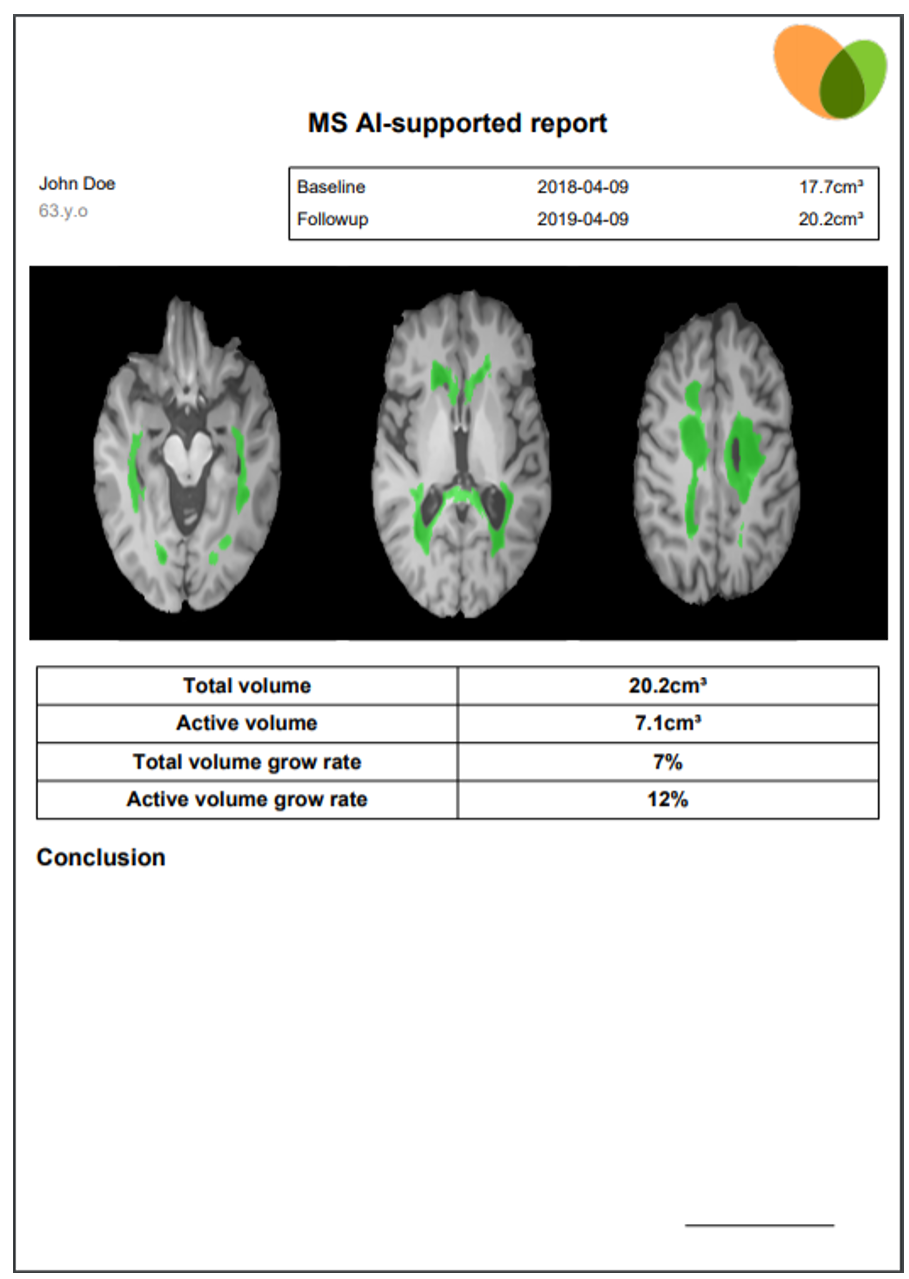 MS AI-supported report
John Doe
63.y.o
Baseline 2018-04-09 17.7cm³
Followup 2019-04-09 20.2cm³
Total volume 20.2cm³
Active volume 7.1cm³
Total volume grow rate 7%
Active volume grow rate 12%
Conclusion